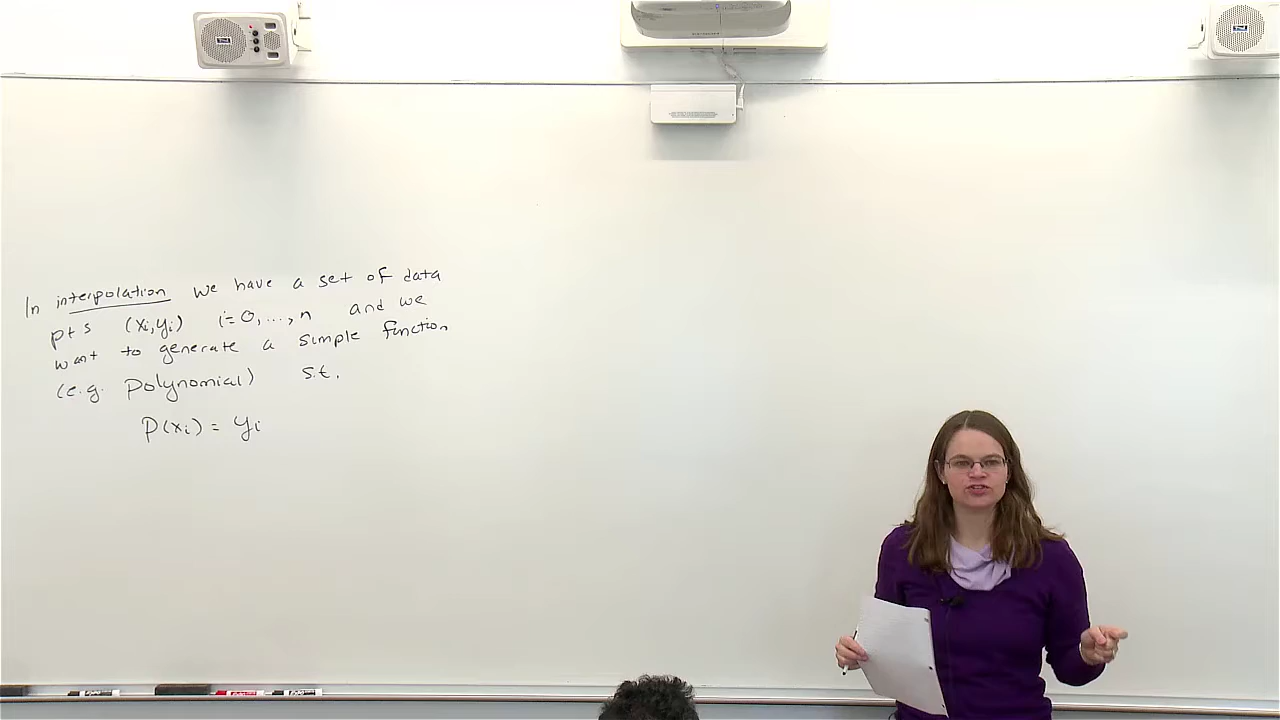 In interpolation we have a set of data
pts (xi,yi) i=0,...,n and we
want to generate a simple function
(e.g. polynomial) s.t.
P(xi) = yi